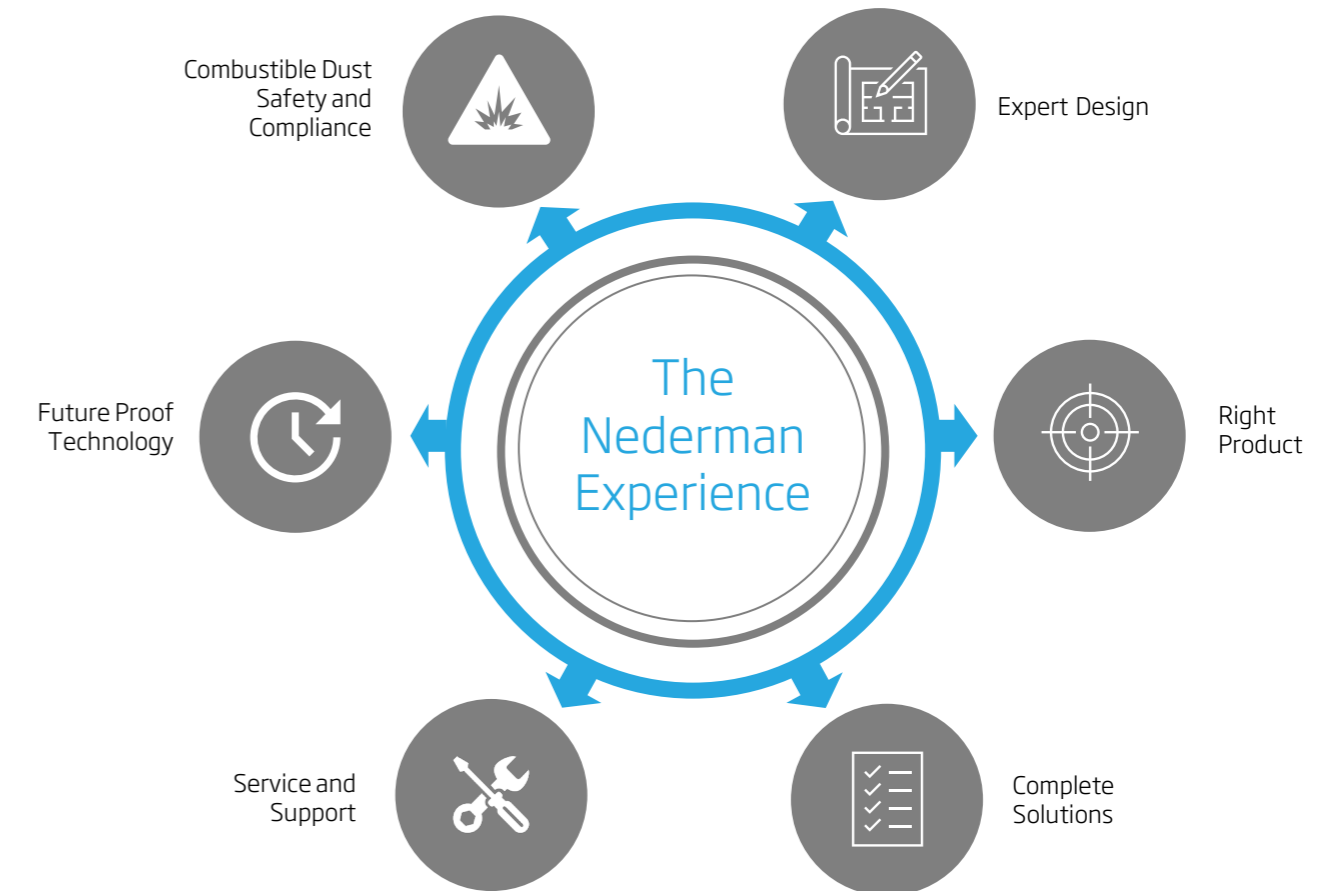 Combustible Dust
Safety and
Compliance
Expert Design
The
Nederman
Experience
Future Proof
Technology
Right
Product
Service and
Support
Complete
Solutions